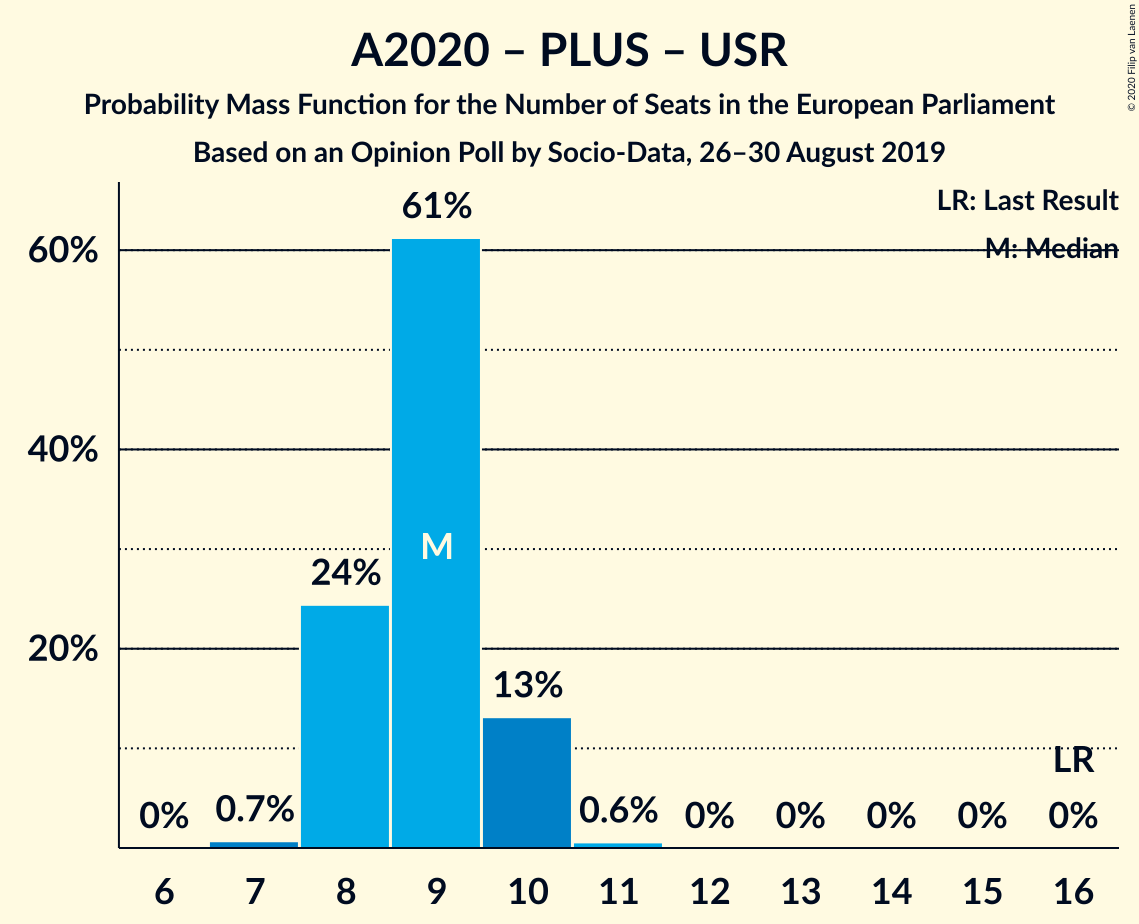 A2020 – PLUS – USR
Probability Mass Function for the Number of Seats in the European Parliament
Based on an Opinion Poll by Socio-Data, 26–30 August 2019
© 2020 Filip van Laenen
LR: Last Result
M: Median
61%
60%
40%
M
24%
20%
13%
LR
0% 0.7% 0.6% 0% 0% 0% 0% 0%
6 7 8 9 10 11 12 13 14 15 16